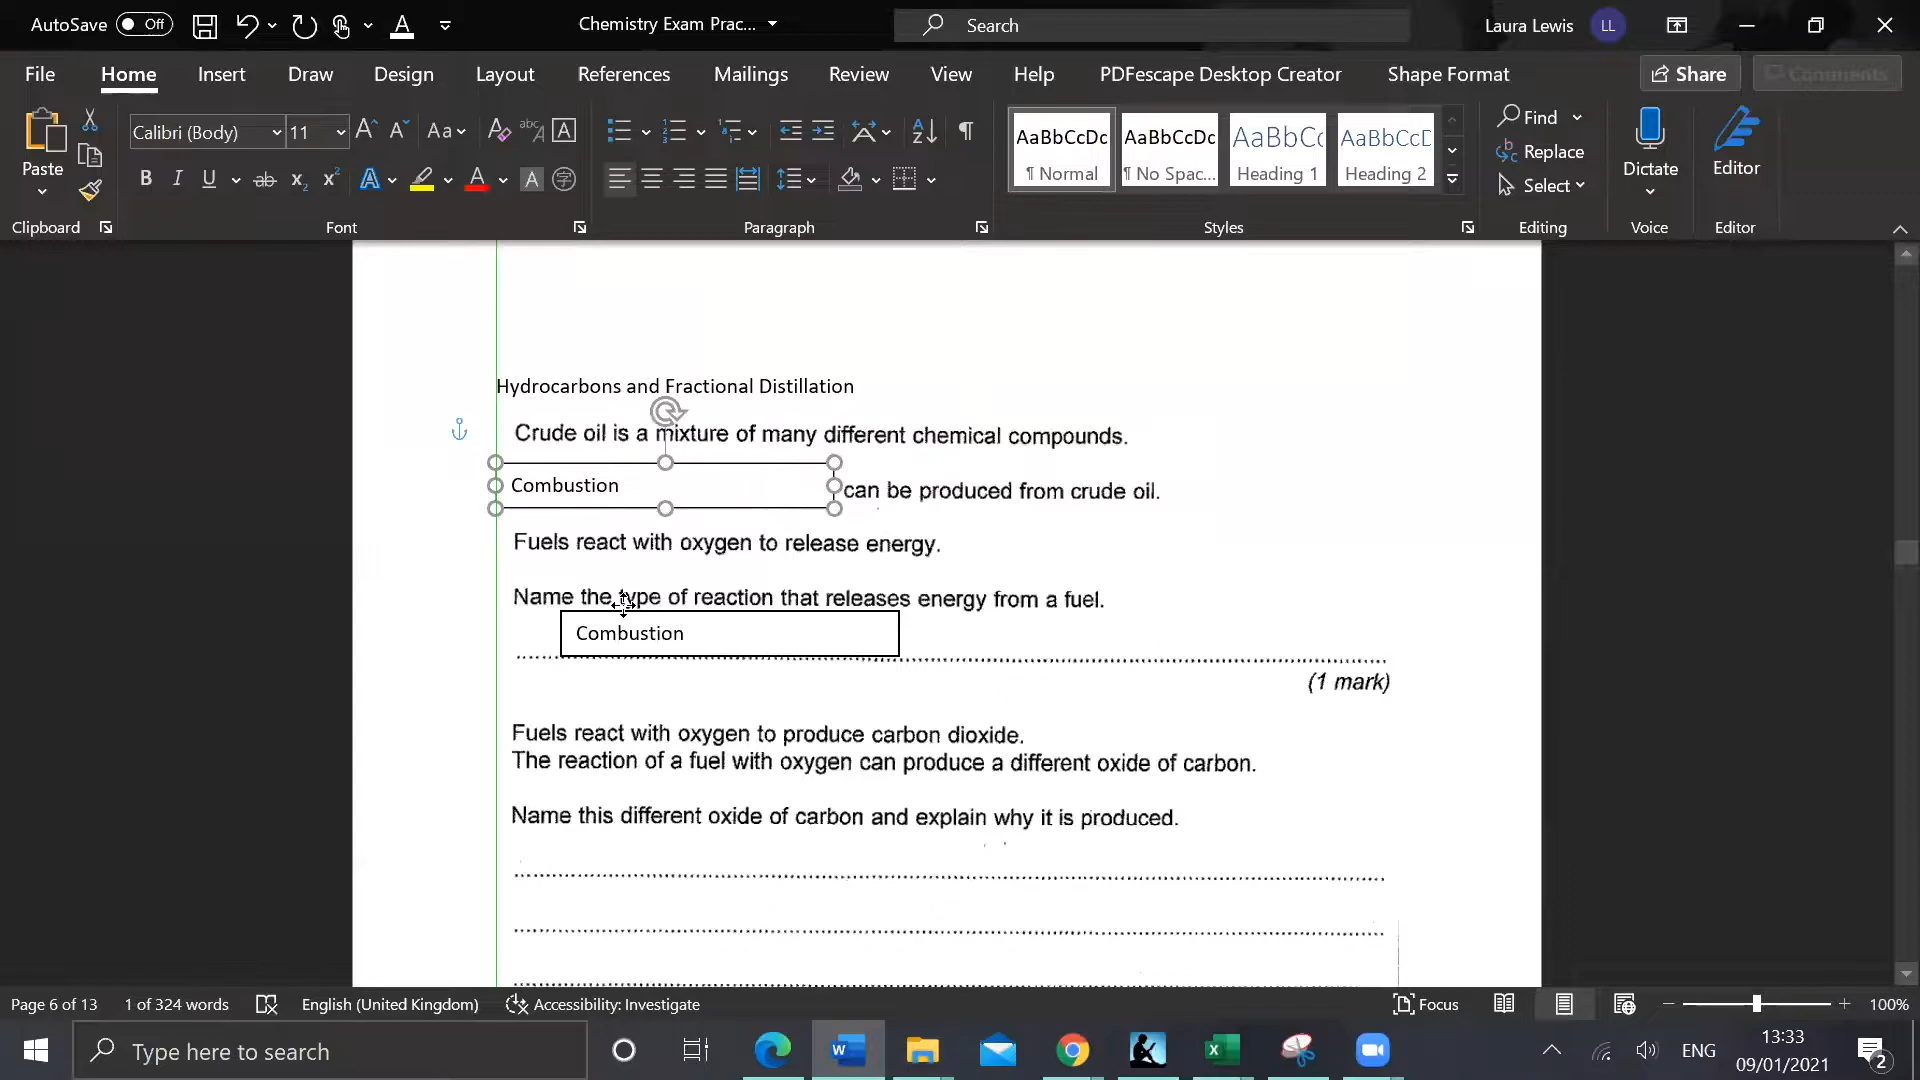 AutoSave Off Chemistry Exam Prac... Search Laura Lewis LL
File Home Insert Draw Design Layout References Mailings Review View Help PDFescape Desktop Creator Shape Format Share Comments
Paste Calibri (Body) 11 Aa AaBbCcDc AaBbCcDc AaBbCc AaBbCcD Find Dictate Editor
¶ Normal ¶ No Spac... Heading 1 Heading 2 Replace
Select
Clipboard Font Paragraph Styles Editing Voice Editor
Hydrocarbons and Fractional Distillation
Crude oil is a mixture of many different chemical compounds.
Combustion can be produced from crude oil.
Fuels react with oxygen to release energy.
Name the type of reaction that releases energy from a fuel.
Combustion
(1 mark)
Fuels react with oxygen to produce carbon dioxide.
The reaction of a fuel with oxygen can produce a different oxide of carbon.
Name this different oxide of carbon and explain why it is produced.
Page 6 of 13 1 of 324 words English (United Kingdom) Accessibility: Investigate Focus 100%
Type here to search ENG 13:33
09/01/2021 2